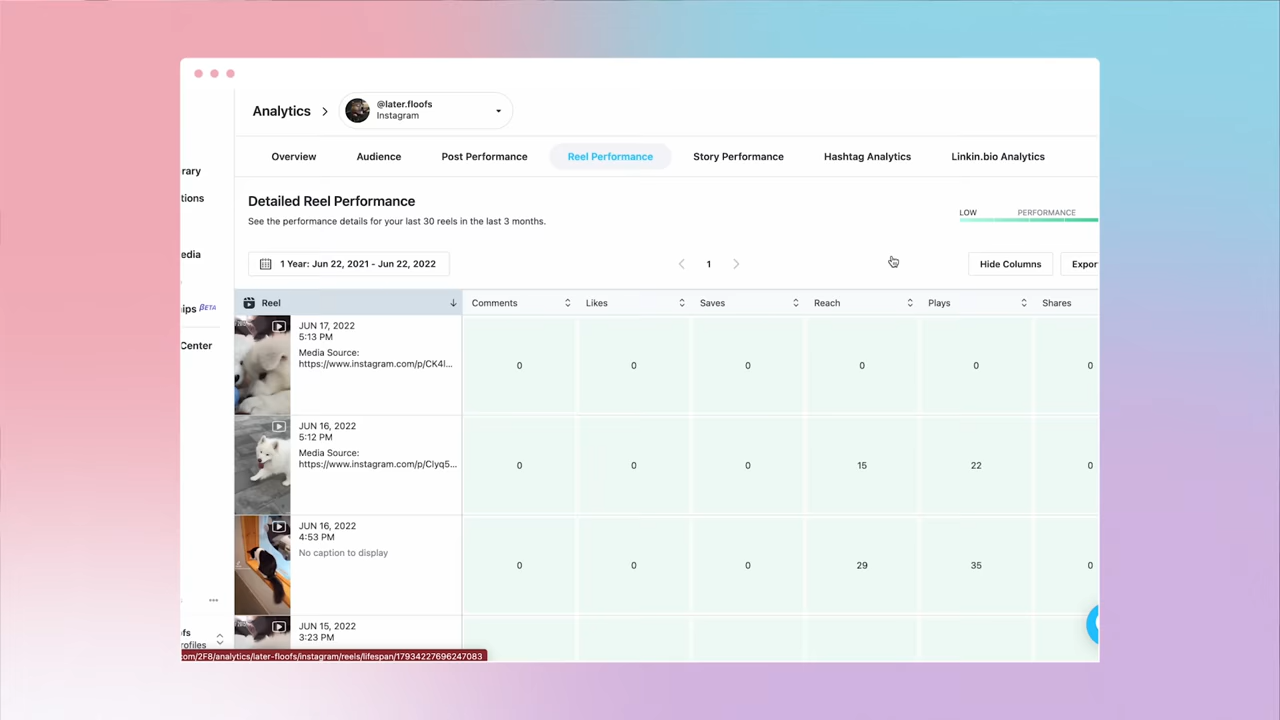 Analytics
@later.floofs
Instagram
Overview
Audience
Post Performance
Reel Performance
Story Performance
Hashtag Analytics
Linkin.bio Analytics
rary
tions
edia
ips BETA
Center
fs
rofiles
Detailed Reel Performance
See the performance details for your last 30 reels in the last 3 months.
LOW
PERFORMANCE
1 Year: Jun 22, 2021 - Jun 22, 2022
1
Hide Columns
Expor
Reel
Comments
Likes
Saves
Reach
Plays
Shares
JUN 17, 2022
5:13 PM
Media Source:
https://www.instagram.com/p/CK4l...
0
0
0
0
0
0
JUN 16, 2022
5:12 PM
Media Source:
https://www.instagram.com/p/Clyq5...
0
0
0
15
22
0
JUN 16, 2022
4:53 PM
No caption to display
0
0
0
29
35
0
JUN 15, 2022
3:23 PM
om/2F8/analytics/later-floofs/instagram/reels/lifespan/17934227696247083